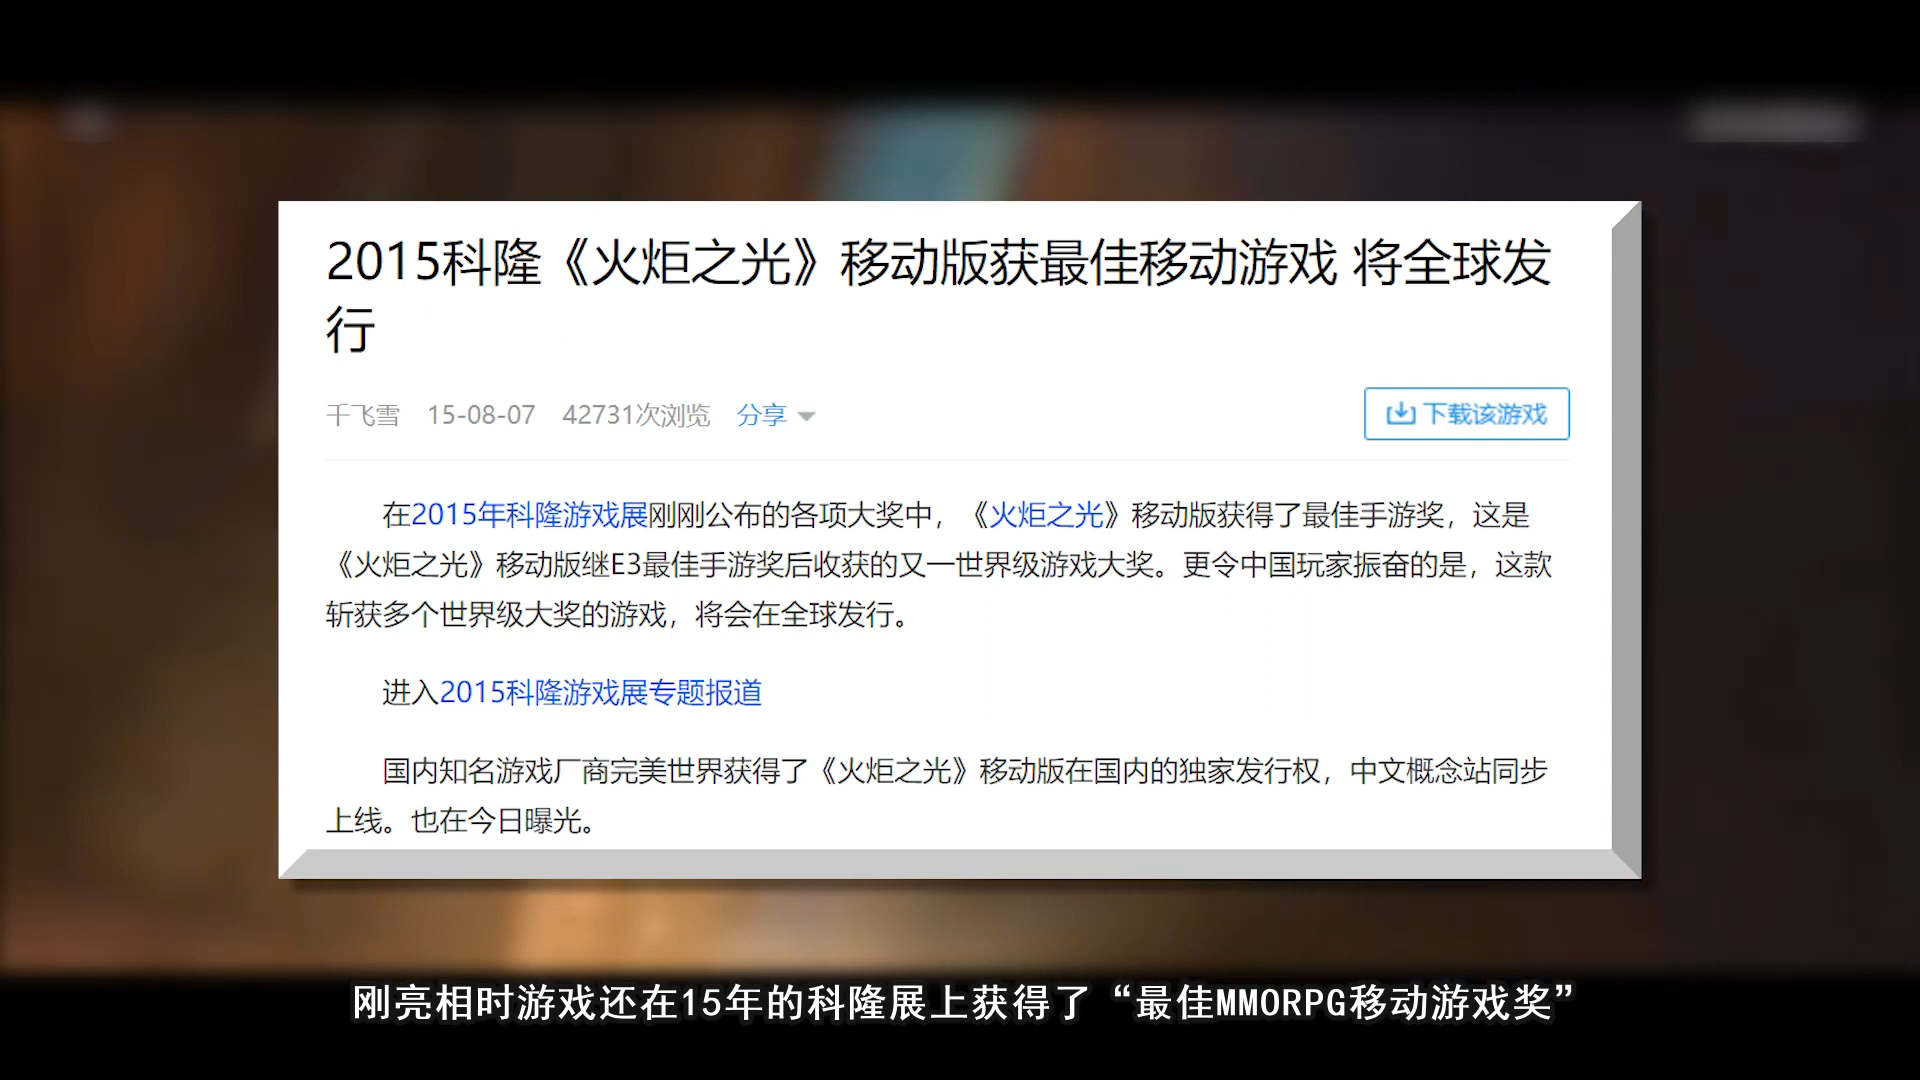 2015科隆《火炬之光》移动版获最佳移动游戏 将全球发
行
千飞雪 15-08-07 42731次浏览 分享
下载该游戏
在2015年科隆游戏展刚刚公布的各项大奖中，《火炬之光》移动版获得了最佳手游奖，这是
《火炬之光》移动版继E3最佳手游奖后收获的又一世界级游戏大奖。更令中国玩家振奋的是，这款
斩获多个世界级大奖的游戏，将会在全球发行。
进入2015科隆游戏展专题报道
国内知名游戏厂商完美世界获得了《火炬之光》移动版在国内的独家发行权，中文概念站同步
上线。也在今日曝光。
刚亮相时游戏还在15年的科隆展上获得了“最佳MMORPG移动游戏奖”